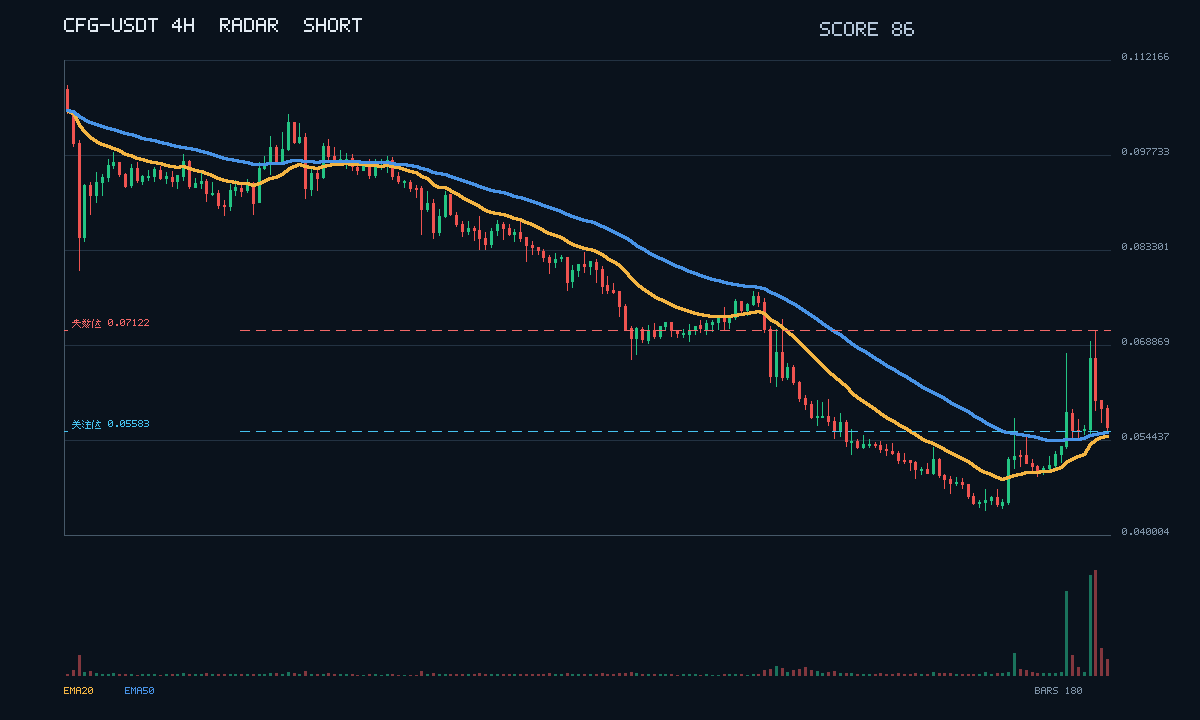 CFG-USDT 4H RADAR SHORT
SCORE 86
0.112166
0.097733
0.083301
失效位 0.07122
0.068869
关注位 0.05583
0.054437
0.040004
EMA20 EMA50
BARS 180